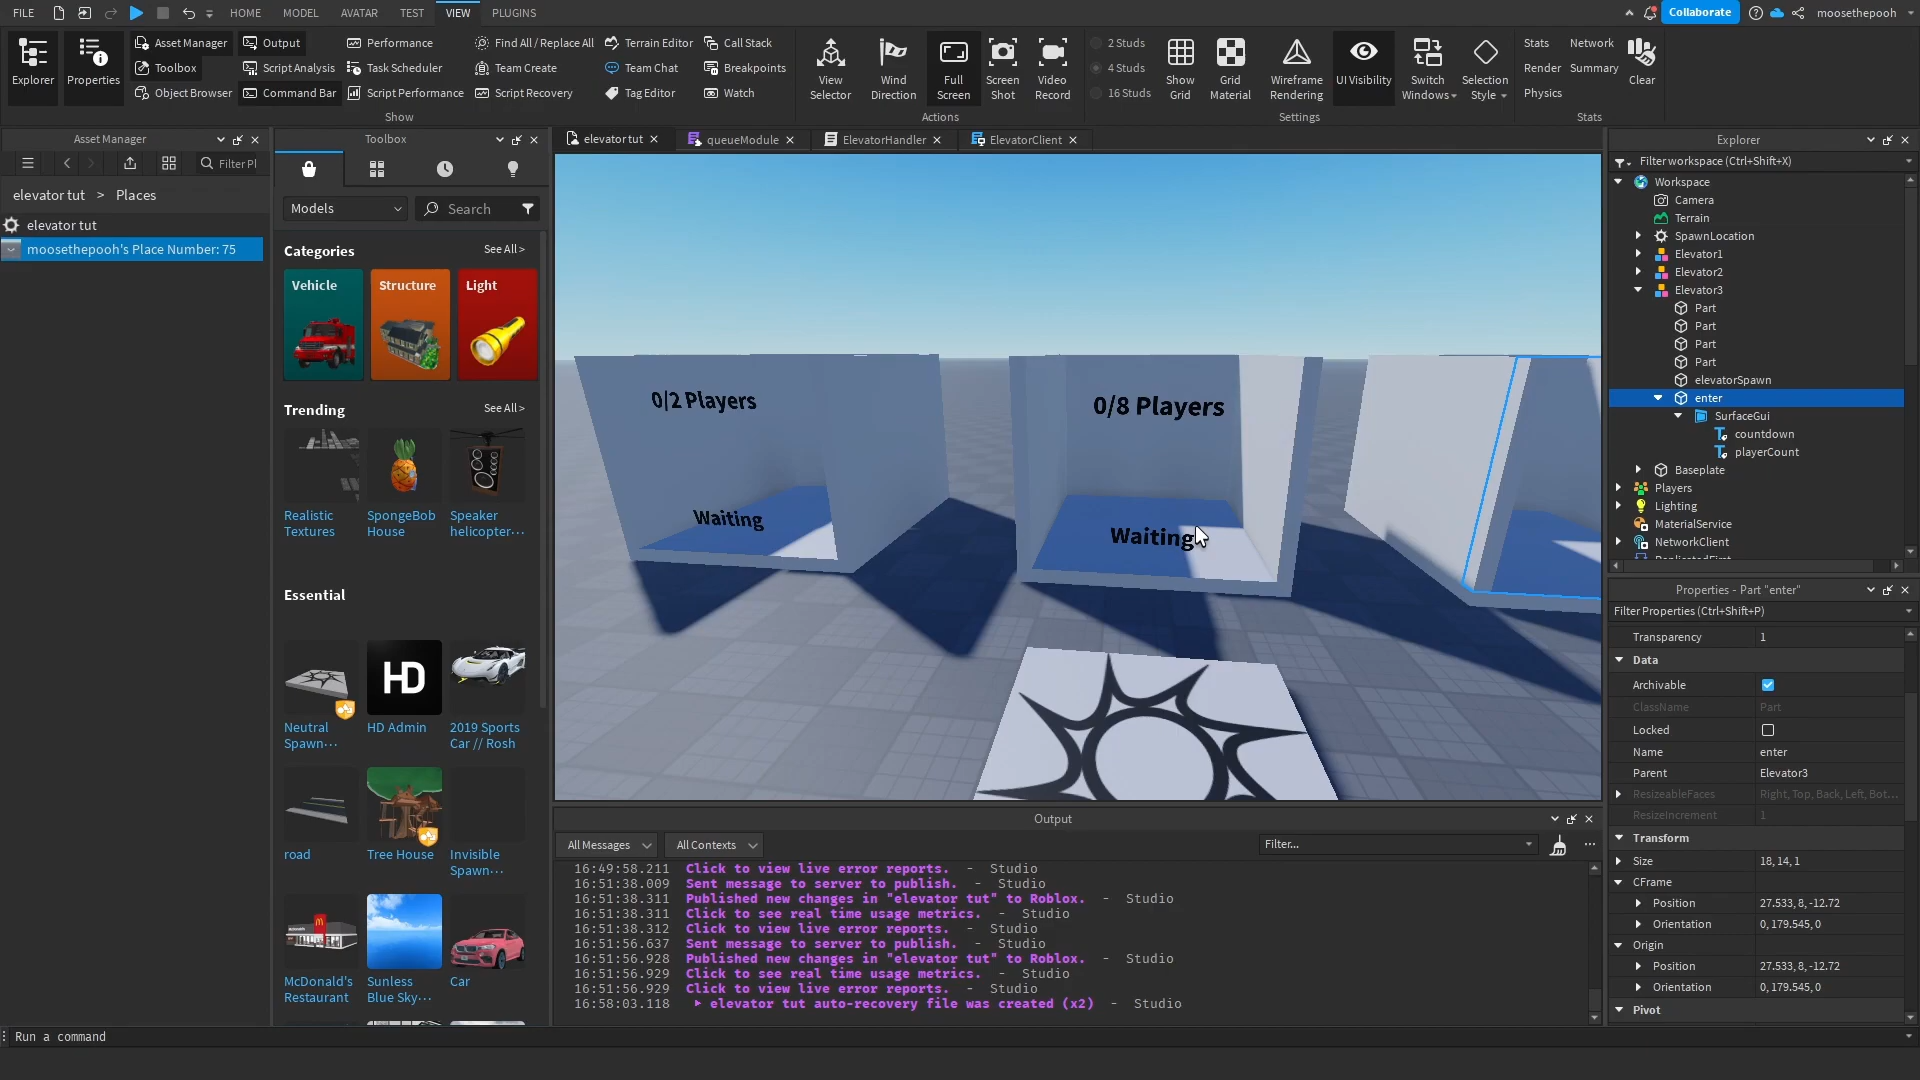 FILE HOME MODEL AVATAR TEST VIEW PLUGINS Collaborate moosethepooh
Explorer
Properties
Asset Manager
Toolbox
Object Browser
Output
Script Analysis
Command Bar
Performance
Task Scheduler
Script Performance
Find All / Replace All
Team Create
Script Recovery
Terrain Editor
Team Chat
Tag Editor
Call Stack
Breakpoints
Watch
Show
View
Selector
Wind
Direction
Full
Screen
Screen
Shot
Video
Record
Actions
2 Studs
4 Studs
16 Studs
Show
Grid
Grid
Material
Wireframe
Rendering
UI Visibility
Switch
Windows
Selection
Style
Settings
Stats
Render
Physics
Network
Summary
Clear
Stats
Asset Manager
Filter Pl
elevator tut > Places
elevator tut
moosethepooh's Place Number: 75
Toolbox
Models
Search
Categories
See All >
Vehicle
Structure
Light
Trending
See All >
Realistic
Textures
SpongeBob
House
Speaker
helicopter···
Essential
HD
Neutral
Spawn···
HD Admin
2019 Sports
Car // Rosh
road
Tree House
Invisible
Spawn···
McDonald's
Restaurant
Sunless
Blue Sky···
Car
elevator tut
queueModule
ElevatorHandler
ElevatorClient
0/2 Players
Waiting
0/8 Players
Waiting
Output
All Messages
All Contexts
Filter...
16:49:58.211 Click to view live error reports. - Studio
16:51:38.009 Sent message to server to publish. - Studio
16:51:38.311 Published new changes in "elevator tut" to Roblox. - Studio
16:51:38.311 Click to see real time usage metrics. - Studio
16:51:38.312 Click to view live error reports. - Studio
16:51:56.637 Sent message to server to publish. - Studio
16:51:56.928 Published new changes in "elevator tut" to Roblox. - Studio
16:51:56.929 Click to see real time usage metrics. - Studio
16:51:56.929 Click to view live error reports. - Studio
16:58:03.118 elevator tut auto-recovery file was created (x2) - Studio
Explorer
Filter workspace (Ctrl+Shift+X)
Workspace
Camera
Terrain
SpawnLocation
Elevator1
Elevator2
Elevator3
Part
Part
Part
Part
elevatorSpawn
enter
SurfaceGui
countdown
playerCount
Baseplate
Players
Lighting
MaterialService
NetworkClient
ReplicatedFirst
Properties - Part "enter"
Filter Properties (Ctrl+Shift+P)
Transparency 1
Data
Archivable
ClassName Part
Locked
Name enter
Parent Elevator3
ResizeableFaces Right, Top, Back, Left, Bot...
ResizeIncrement 1
Transform
Size 18, 14, 1
CFrame
Position 27.533, 8, -12.72
Orientation 0, 179.545, 0
Origin
Position 27.533, 8, -12.72
Orientation 0, 179.545, 0
Pivot
Run a command